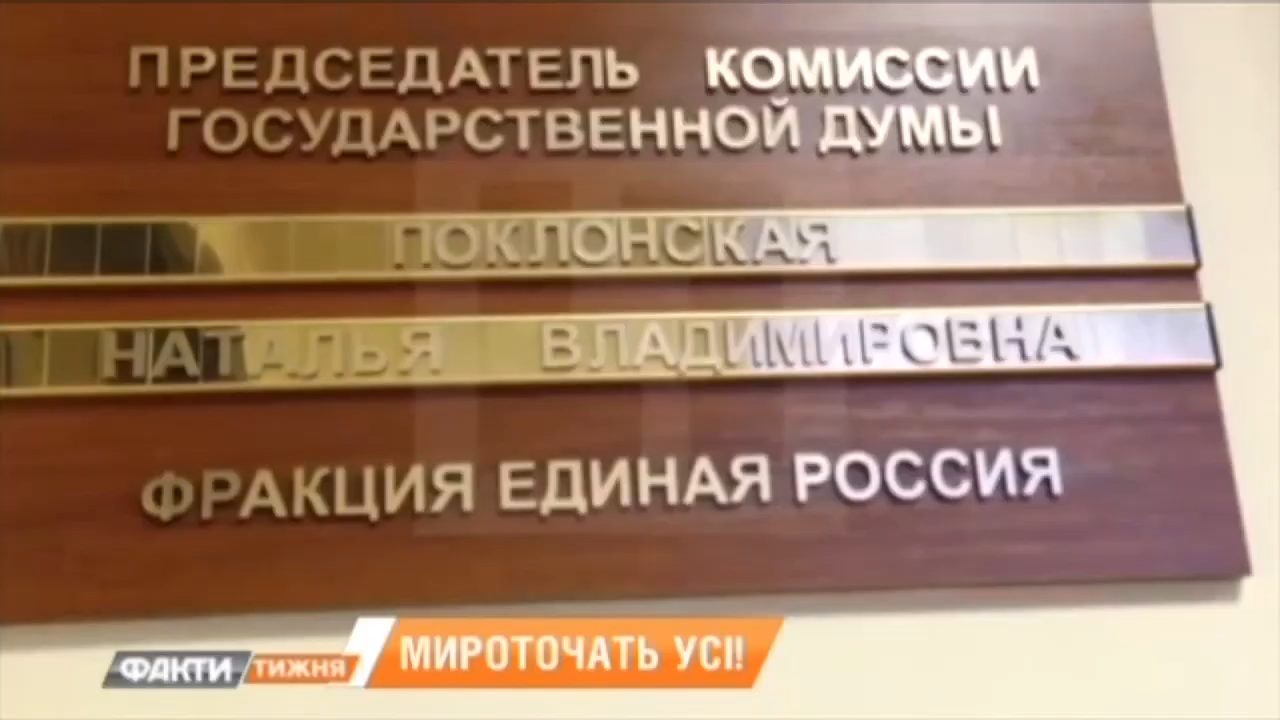 ПРЕДСЕДАТЕЛЬ КОМИССИИ
ГОСУДАРСТВЕННОЙ ДУМЫ
ПОКЛОНСКАЯ
НАТАЛЬЯ ВЛАДИМИРОВНА
ФРАКЦИЯ ЕДИНАЯ РОССИЯ
ФАКТИ ТИЖНЯ МИРОТОЧАТЬ УСІ!